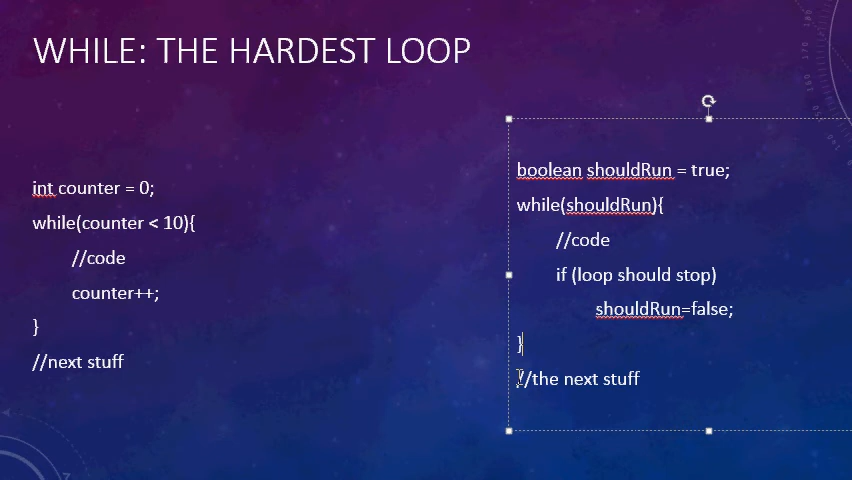 WHILE: THE HARDEST LOOP
int counter = 0;
while(counter < 10){
//code
counter++;
}
//next stuff
boolean shouldRun = true;
while(shouldRun){
//code
if (loop should stop)
shouldRun=false;
}
//the next stuff
7